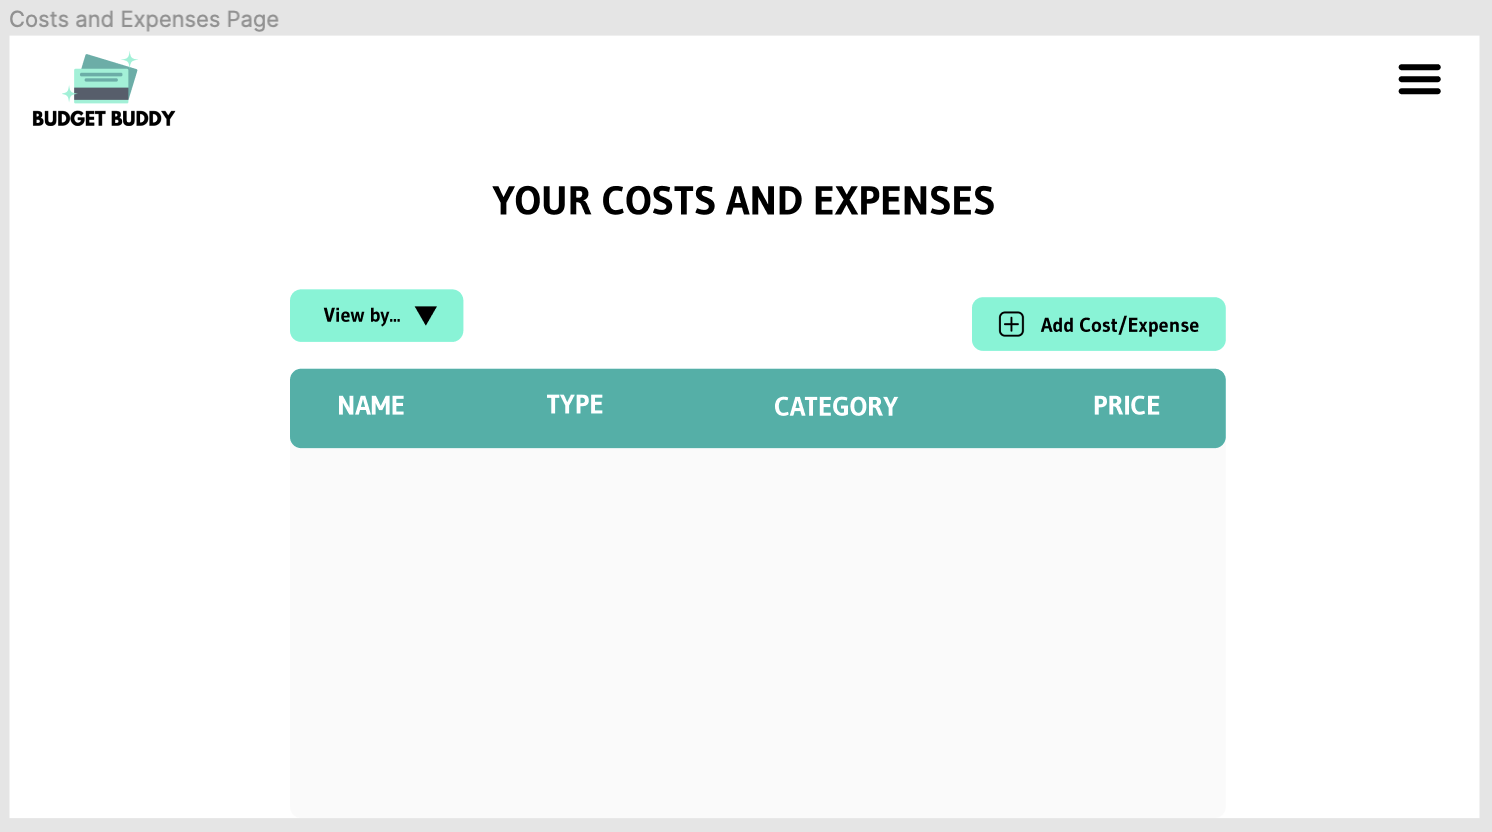 Costs and Expenses Page
BUDGET BUDDY
YOUR COSTS AND EXPENSES
View by...
Add Cost/Expense
NAME TYPE CATEGORY PRICE